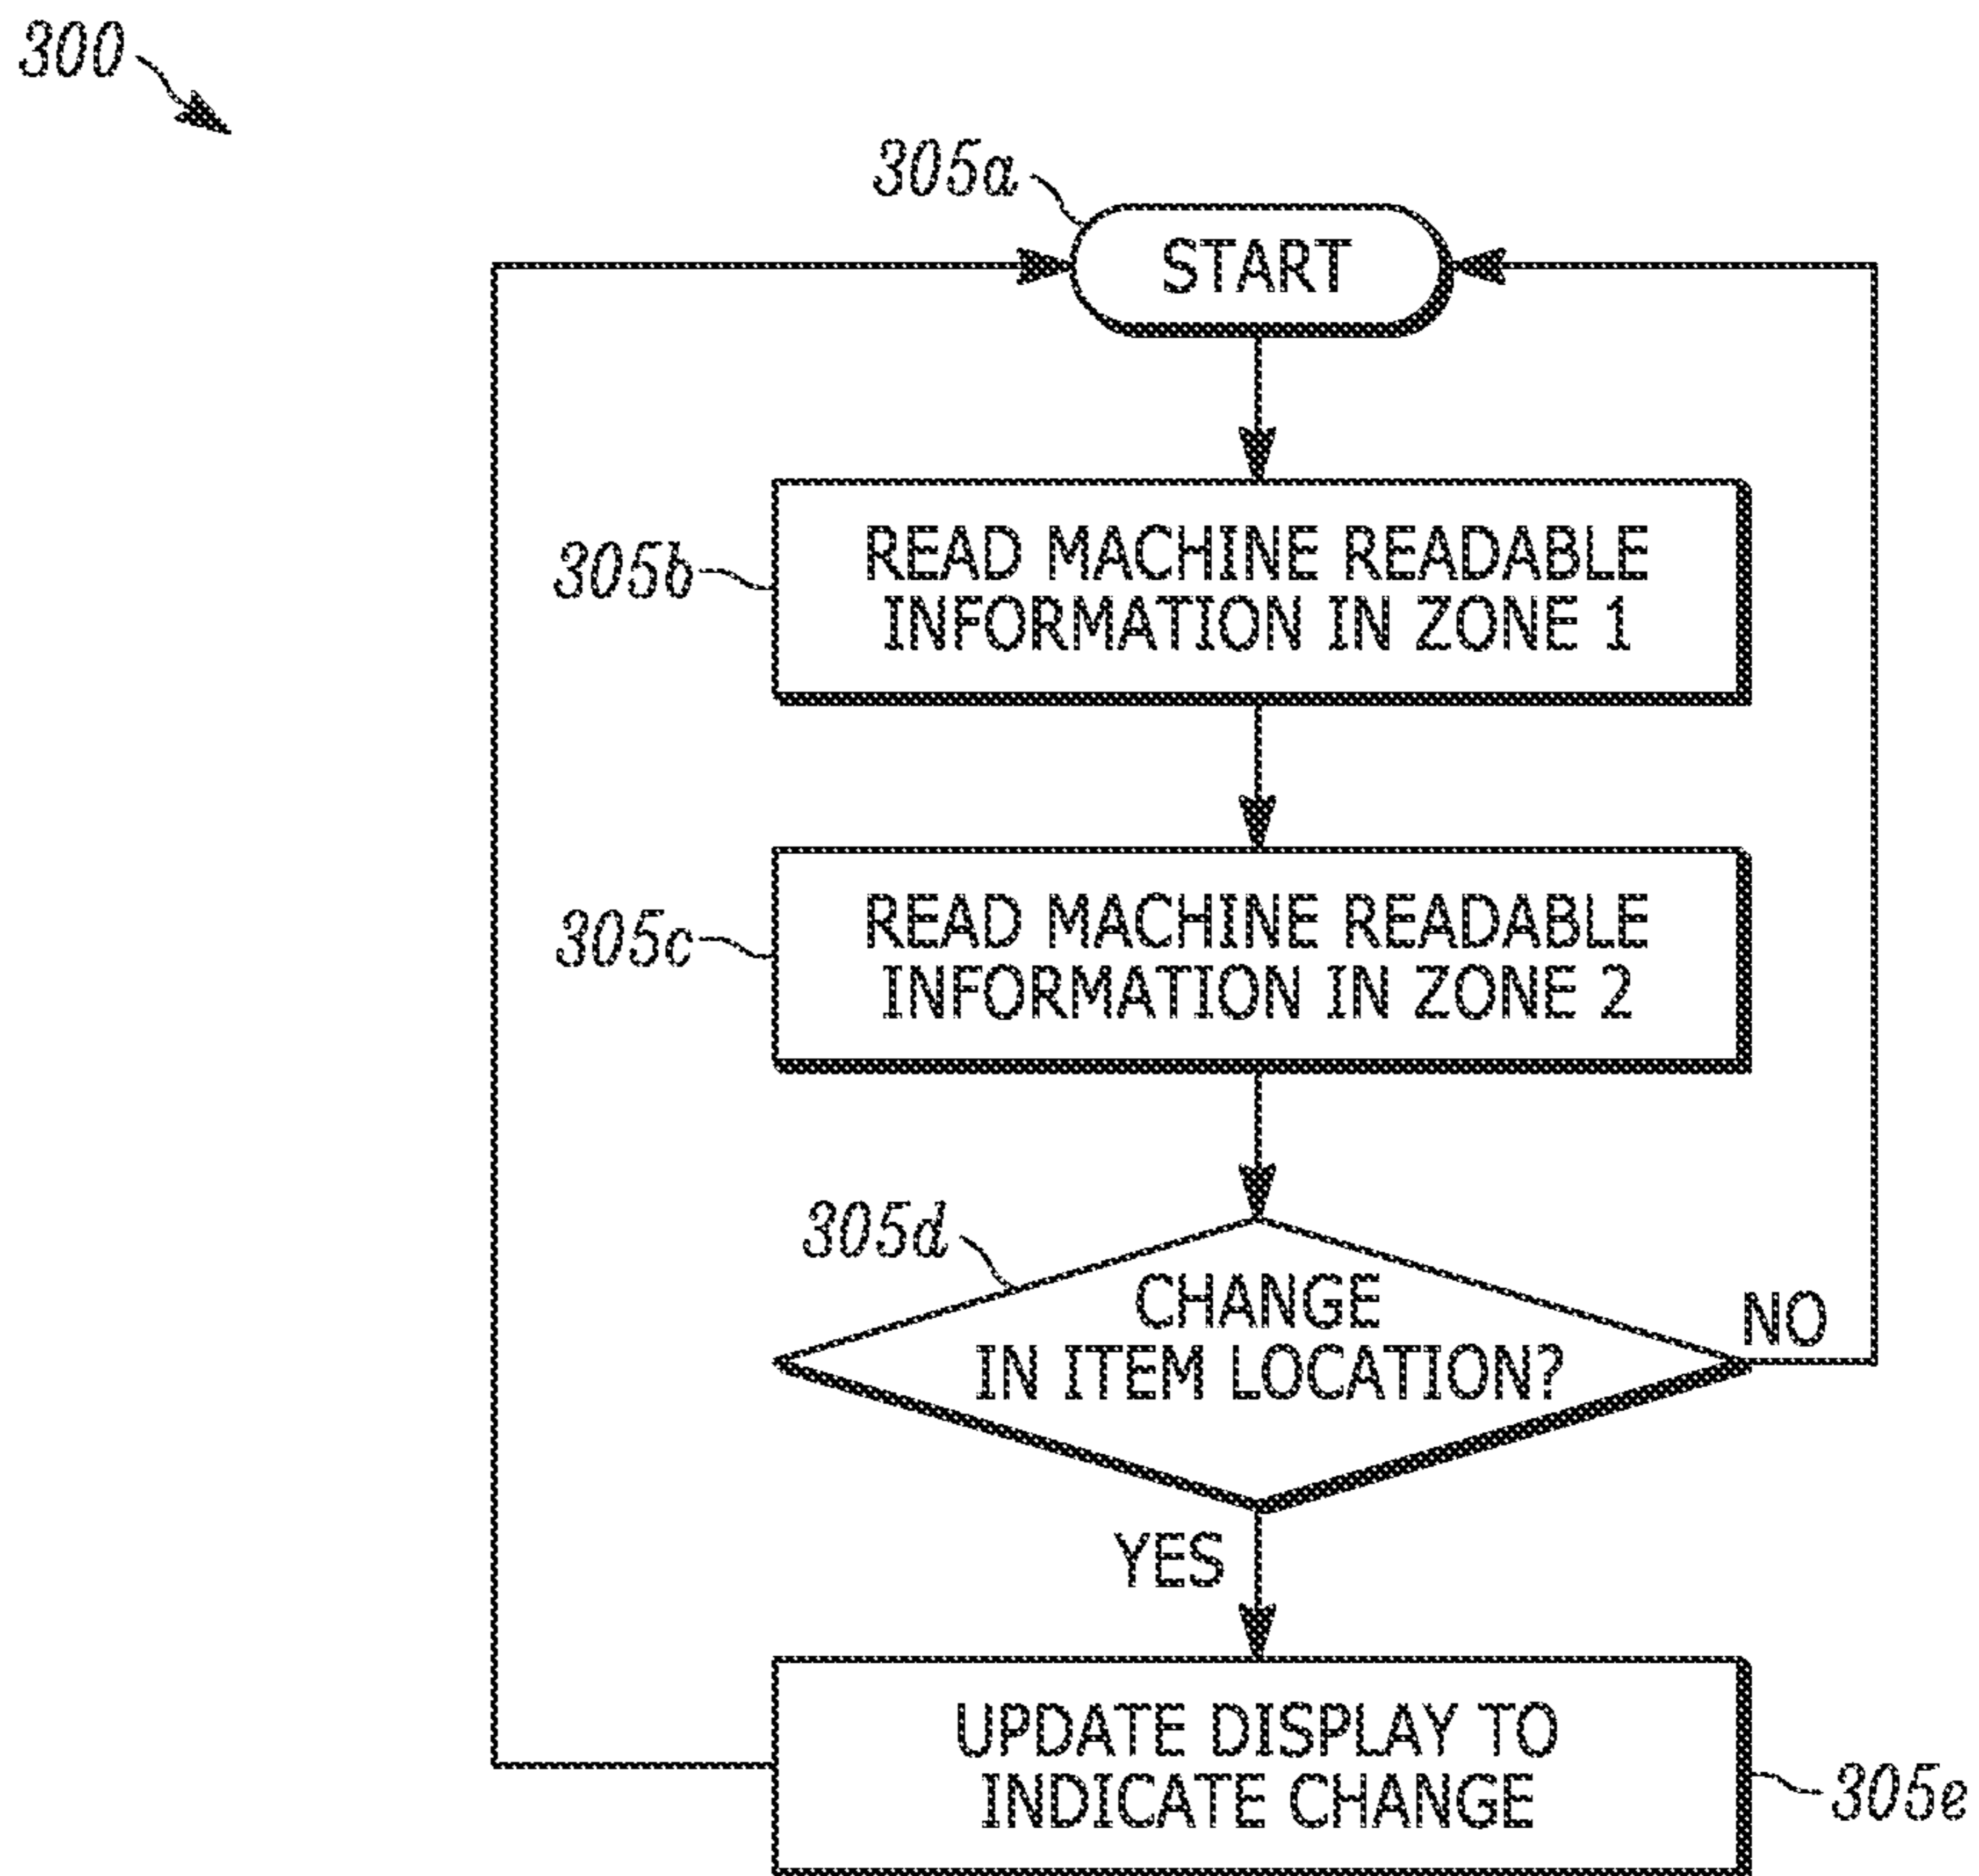 300
305a
START
305b
READ MACHINE READABLE
INFORMATION IN ZONE 1
305c
READ MACHINE READABLE
INFORMATION IN ZONE 2
305d
CHANGE
IN ITEM LOCATION?
NO
YES
UPDATE DISPLAY TO
INDICATE CHANGE
305e